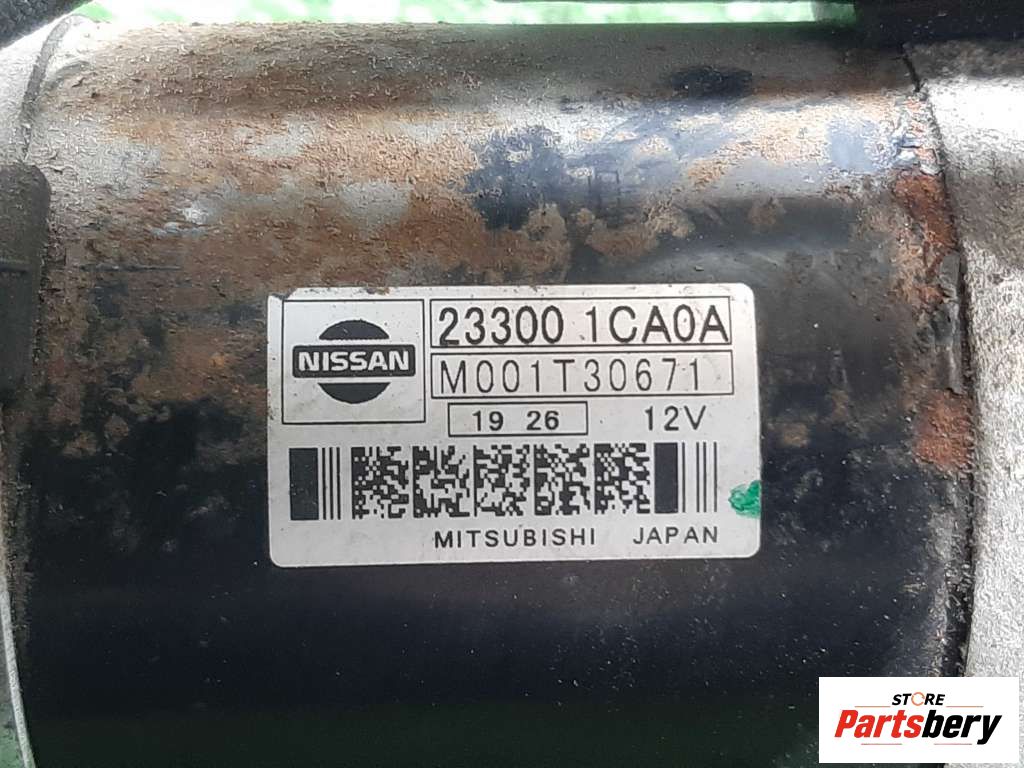 NISSAN
23300 1CA0A
M001T30671
19 26 12V
MITSUBISHI JAPAN
STORE
Partsbery